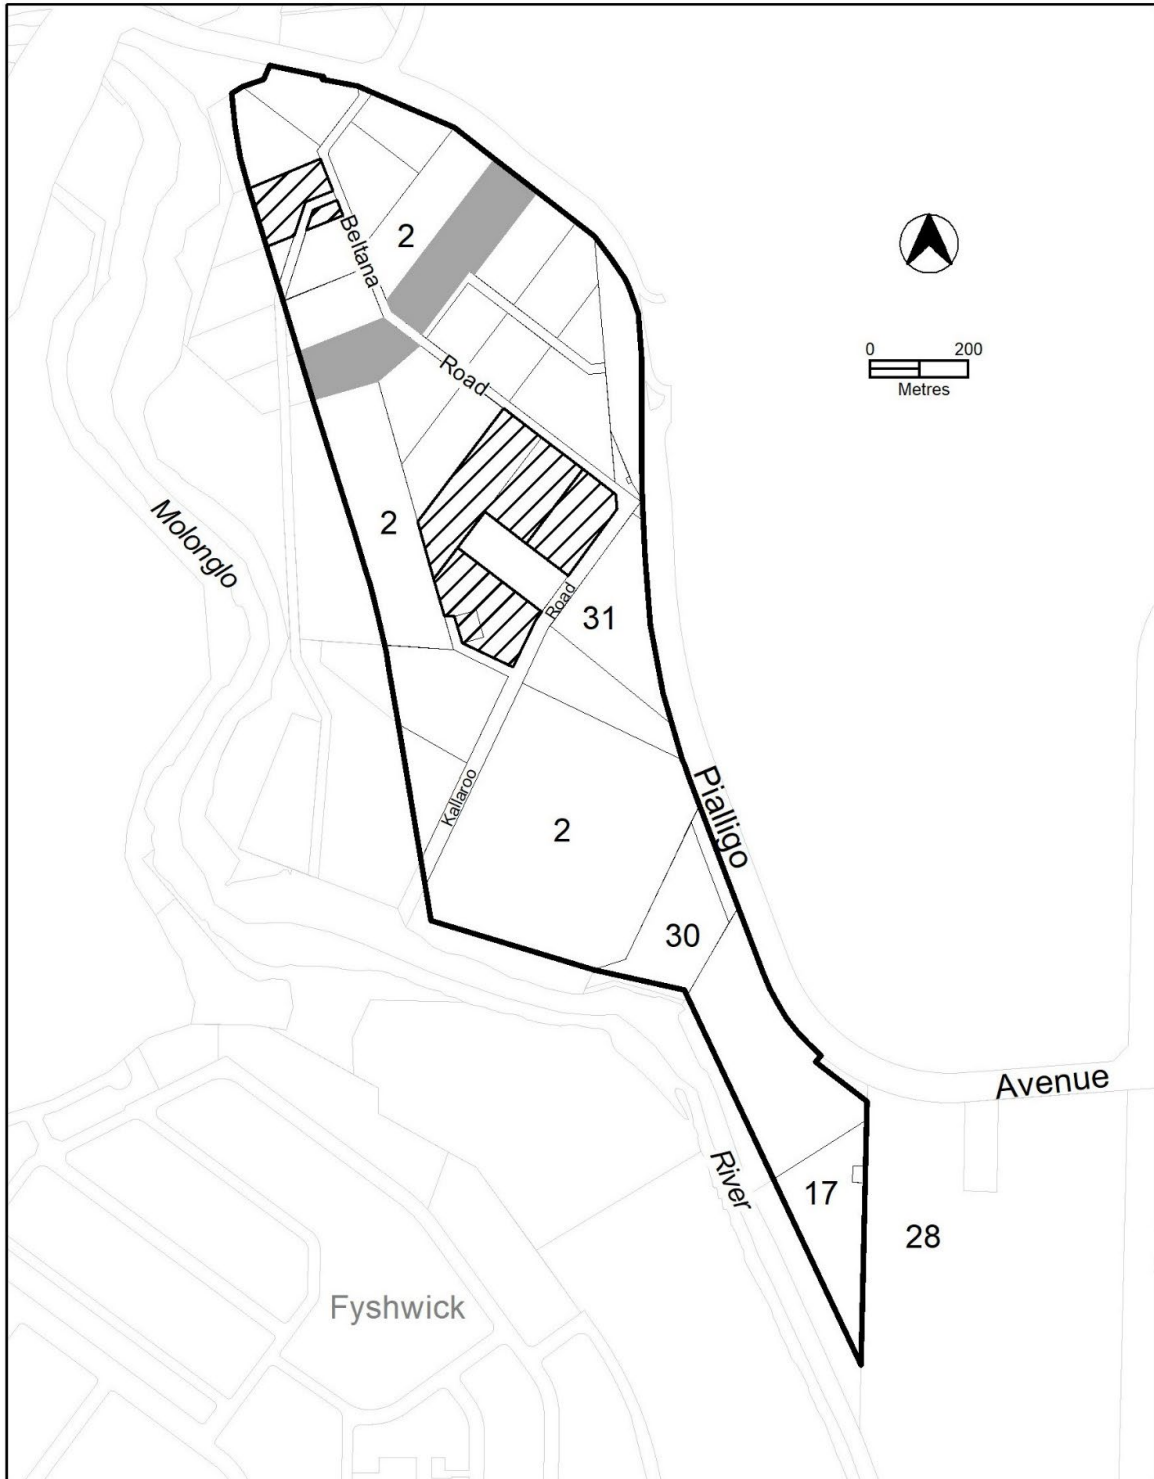 2
Beltana
0 200
Metres
Road
2
Molonglo
Road
31
Pialligo
Kallaroo
2
30
Avenue
River
17
28
Fyshwick